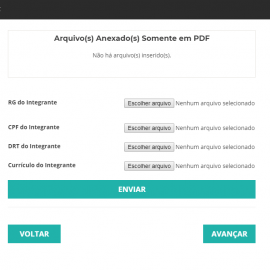 Arquivo(s) Anexado(s) Somente em PDF
Não há arquivo(s) inserido(s).
RG do Integrante Escolher arquivo Nenhum arquivo selecionado
CPF do Integrante Escolher arquivo Nenhum arquivo selecionado
DRT do Integrante Escolher arquivo Nenhum arquivo selecionado
Currículo do Integrante Escolher arquivo Nenhum arquivo selecionado
ENVIAR
VOLTAR AVANÇAR